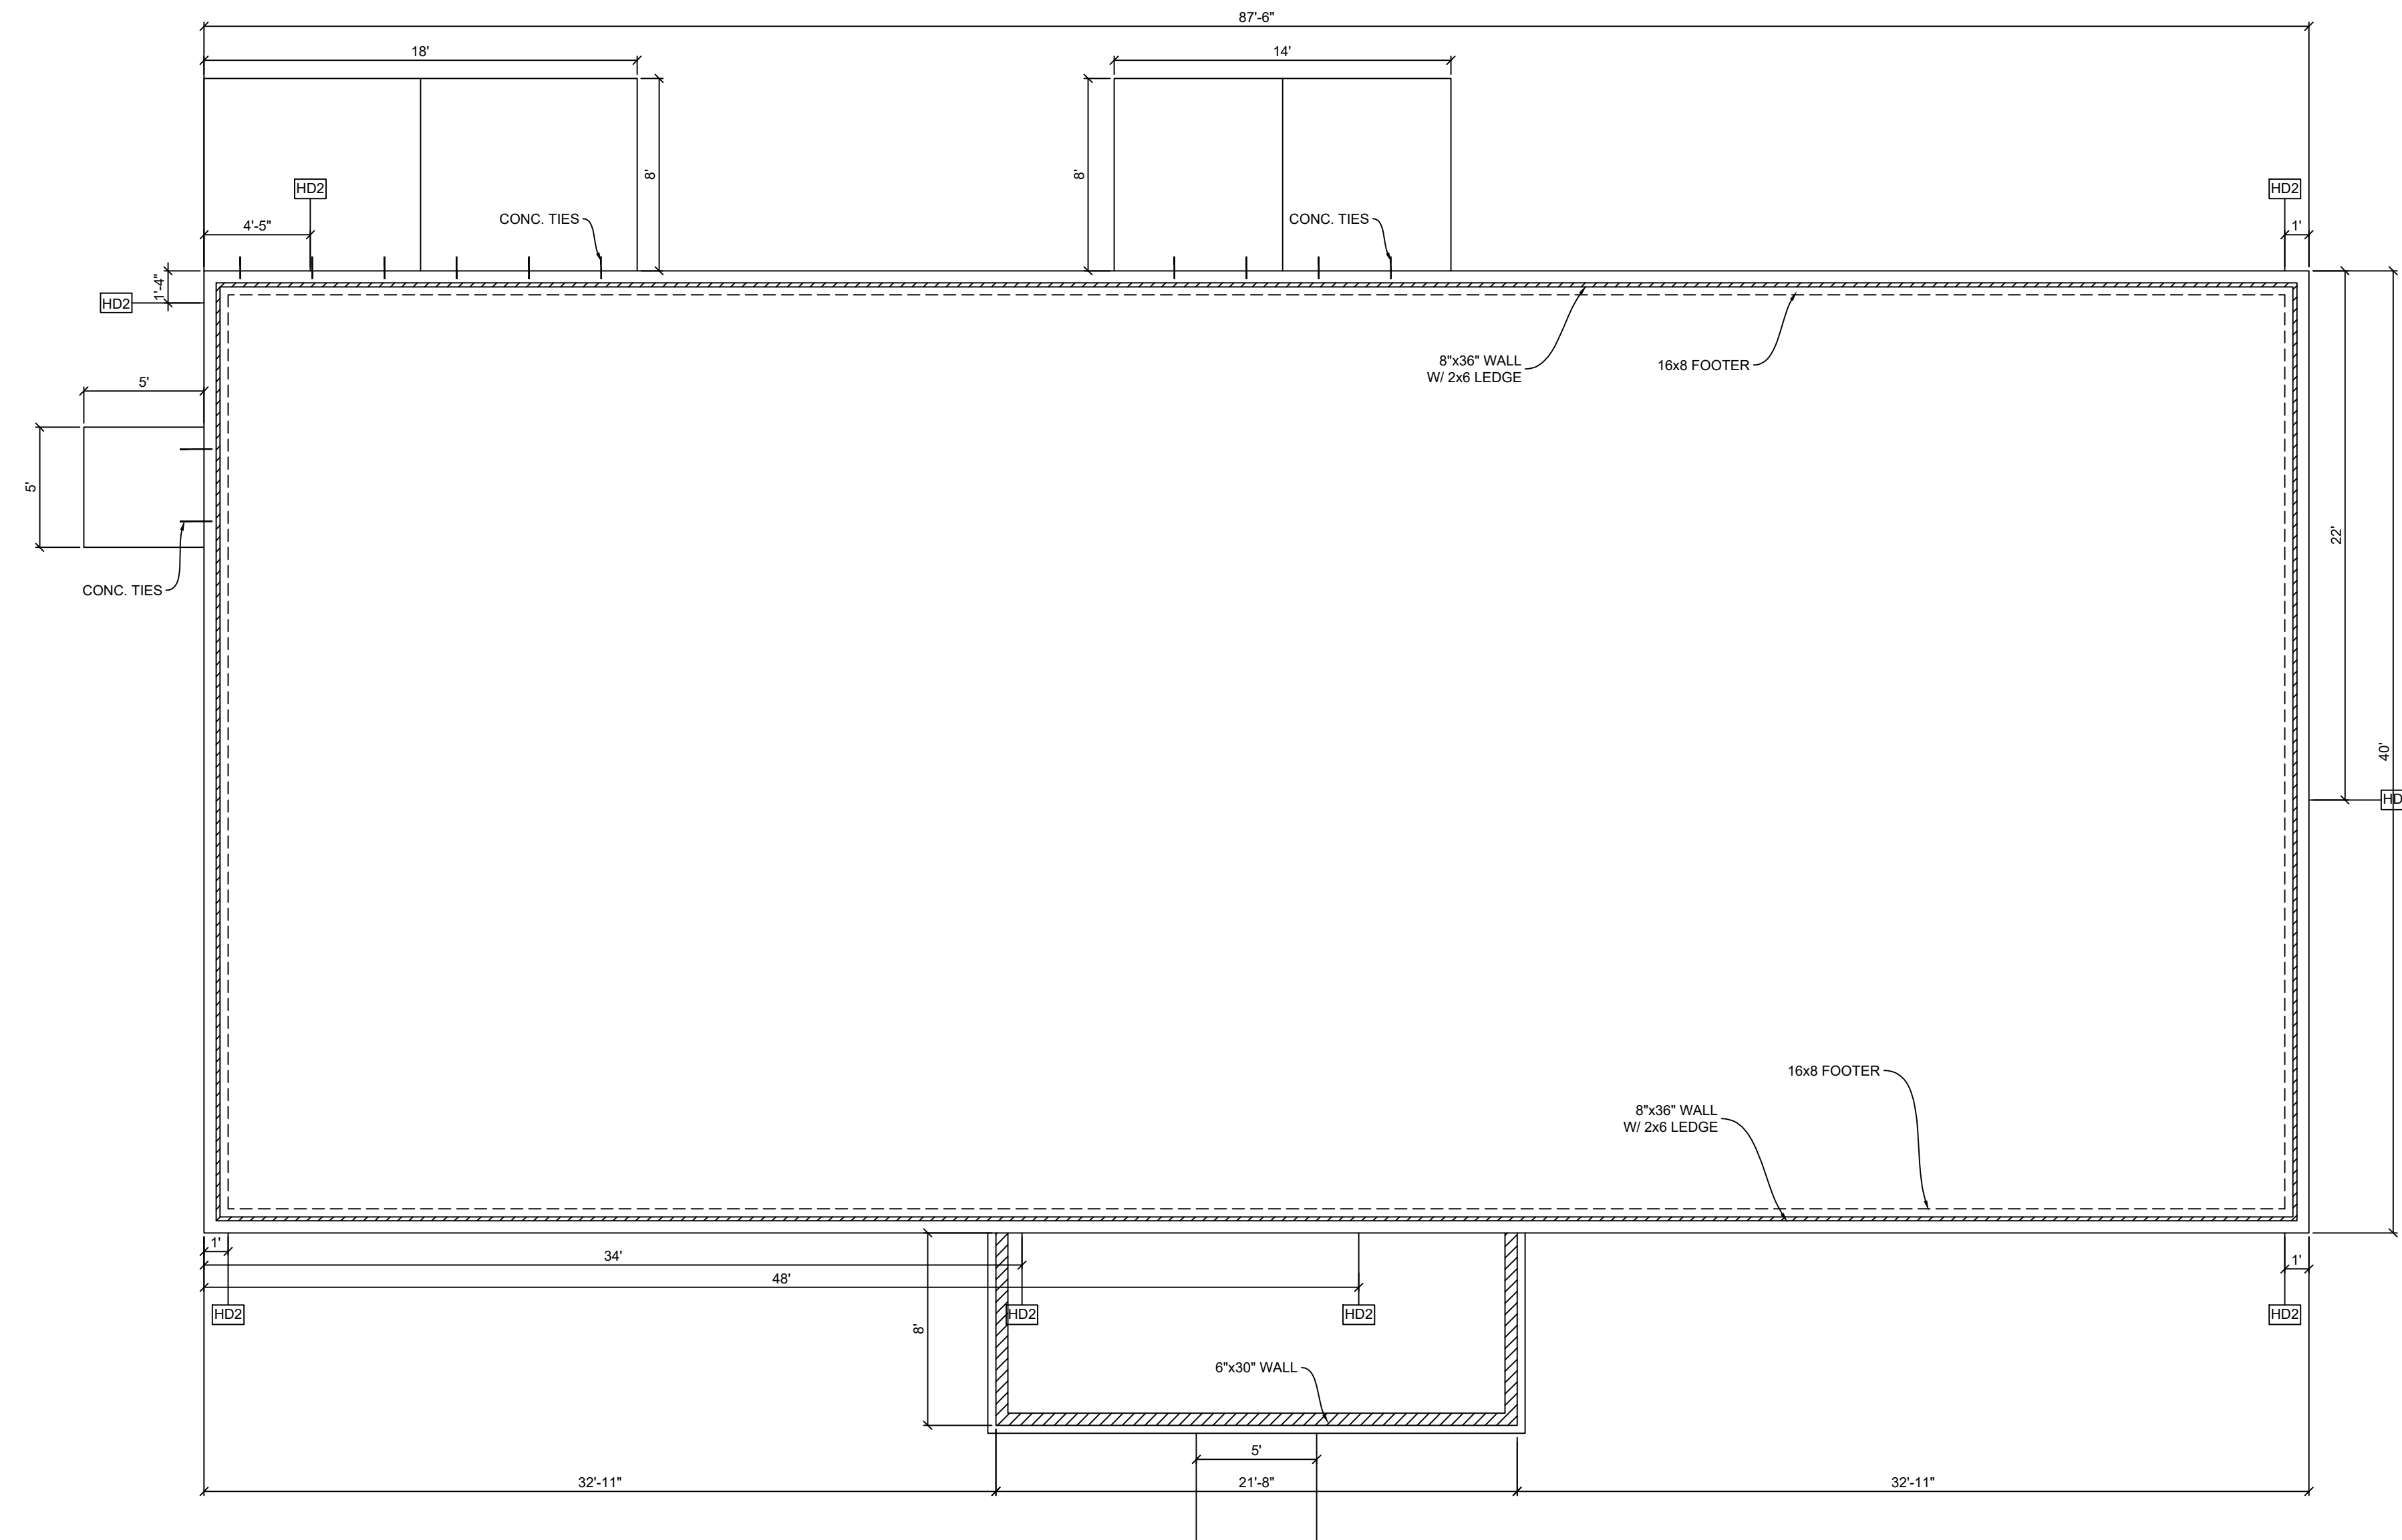 87'-6"
18'
14'
8'
8'
HD2
HD2
4'-5"
CONC. TIES
CONC. TIES
1'
1'-4"
HD2
8"x36" WALL
W/ 2x6 LEDGE
16x8 FOOTER
5'
5'
22'
CONC. TIES
40'
HD
16x8 FOOTER
8"x36" WALL
W/ 2x6 LEDGE
1'
34'
1'
48'
HD2
HD2
HD2
HD2
8'
6"x30" WALL
5'
32'-11"
21'-8"
32'-11"